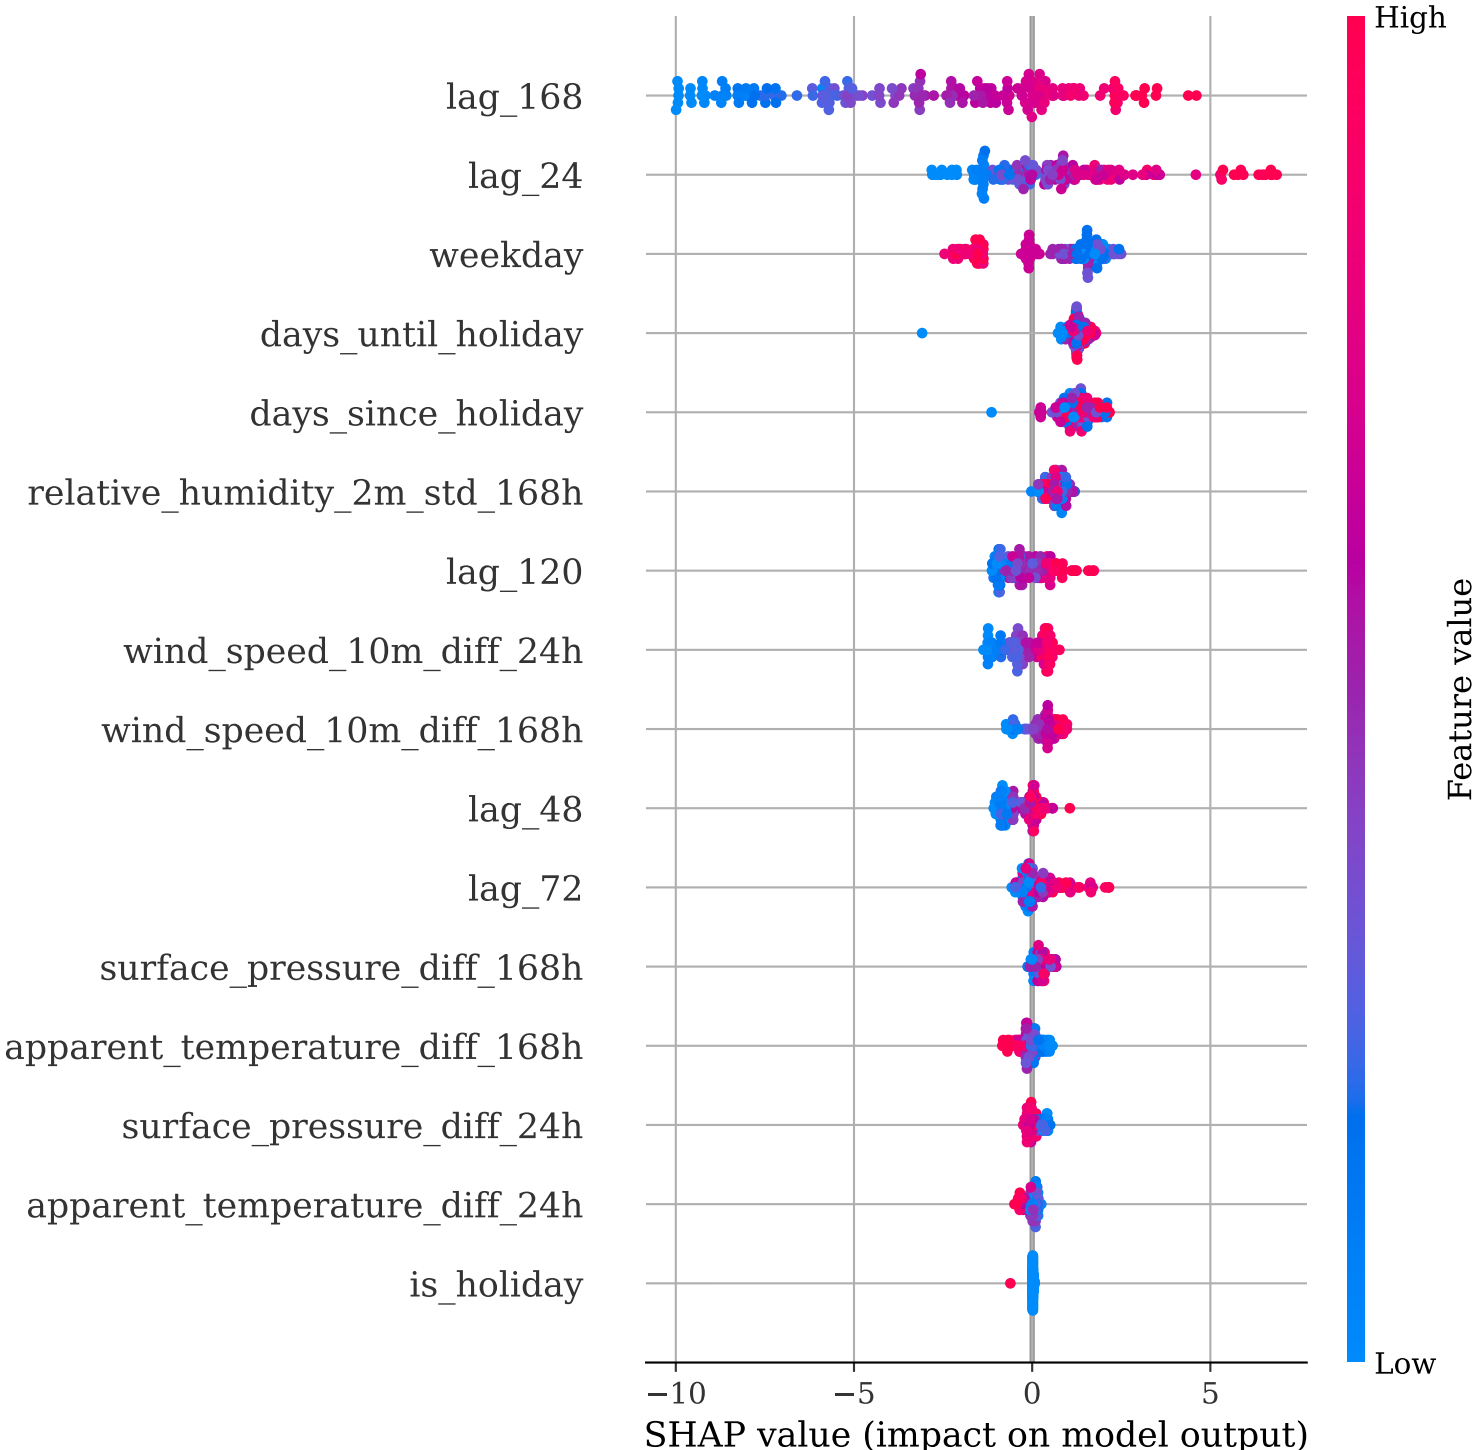 High
lag_168
lag_24
weekday
days_until_holiday
days_since_holiday
relative_humidity_2m_std_168h
lag_120
wind_speed_10m_diff_24h
wind_speed_10m_diff_168h
lag_48
lag_72
surface_pressure_diff_168h
apparent_temperature_diff_168h
surface_pressure_diff_24h
apparent_temperature_diff_24h
is_holiday
Feature value
Low
−10 −5 0 5
SHAP value (impact on model output)